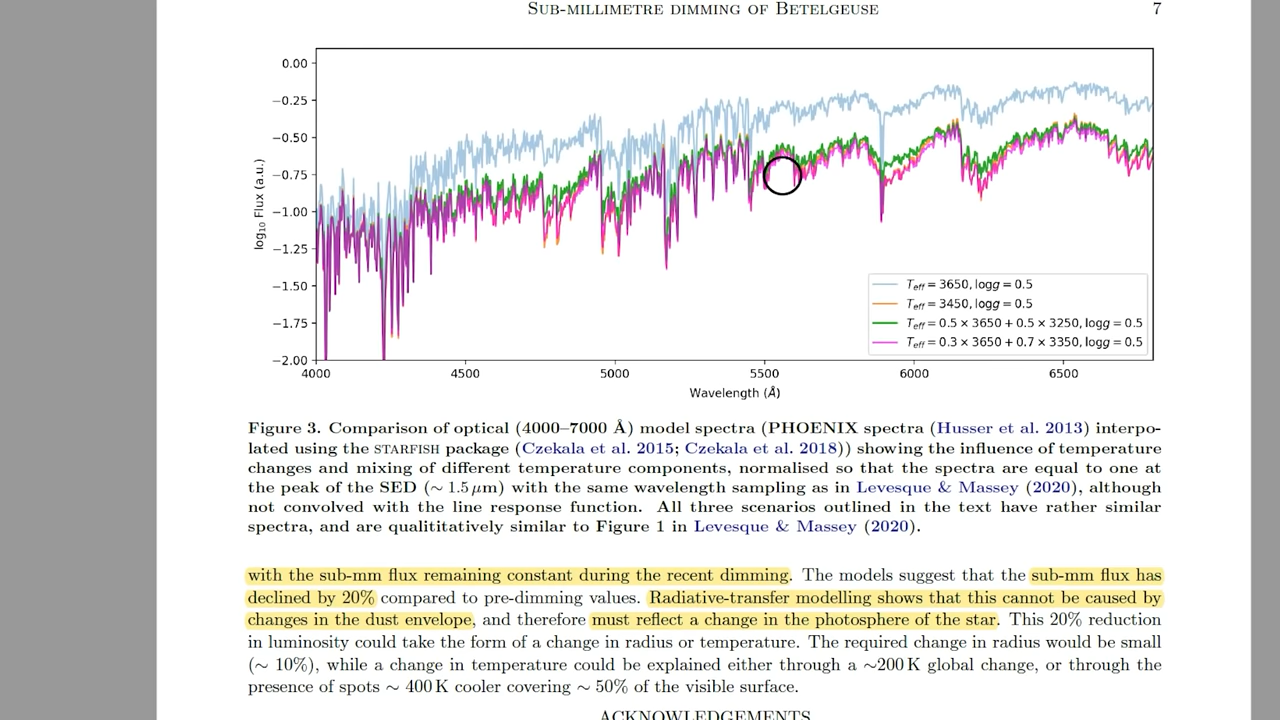 SUB-MILLIMETRE DIMMING OF BETELGEUSE 7
0.00
−0.25
−0.50
−0.75
−1.00
−1.25
−1.50
−1.75
−2.00
log10 Flux (a.u.)
4000 4500 5000 5500 6000 6500
Wavelength (Å)
Teff = 3650, logg = 0.5
Teff = 3450, logg = 0.5
Teff = 0.5 × 3650 + 0.5 × 3250, logg = 0.5
Teff = 0.3 × 3650 + 0.7 × 3350, logg = 0.5
Figure 3. Comparison of optical (4000–7000 Å) model spectra (PHOENIX spectra (Husser et al. 2013) interpo-
lated using the STARFISH package (Czekala et al. 2015; Czekala et al. 2018)) showing the influence of temperature
changes and mixing of different temperature components, normalised so that the spectra are equal to one at
the peak of the SED (∼ 1.5 μm) with the same wavelength sampling as in Levesque & Massey (2020), although
not convolved with the line response function. All three scenarios outlined in the text have rather similar
spectra, and are qualititatively similar to Figure 1 in Levesque & Massey (2020).
with the sub-mm flux remaining constant during the recent dimming. The models suggest that the sub-mm flux has
declined by 20% compared to pre-dimming values. Radiative-transfer modelling shows that this cannot be caused by
changes in the dust envelope, and therefore must reflect a change in the photosphere of the star. This 20% reduction
in luminosity could take the form of a change in radius or temperature. The required change in radius would be small
(∼ 10%), while a change in temperature could be explained either through a ∼200 K global change, or through the
presence of spots ∼ 400 K cooler covering ∼ 50% of the visible surface.
ACKNOWLEDGEMENTS